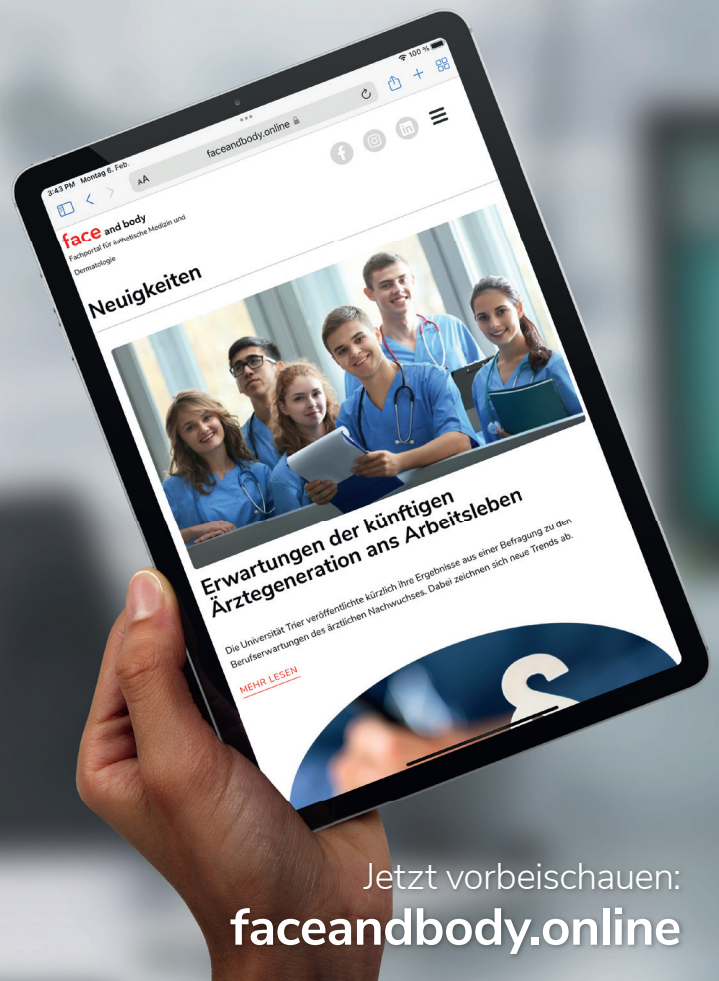 3:43 PM Montag 6. Feb.
100 %
AA
faceandbody.online
face and body
Fachportal für ästhetische Medizin und
Dermatologie
Neuigkeiten
Erwartungen der künftigen
Ärztegeneration ans Arbeitsleben
Die Universität Trier veröffentlichte kürzlich ihre Ergebnisse aus einer Befragung zu den
Berufserwartungen des ärztlichen Nachwuchses. Dabei zeichnen sich neue Trends ab.
MEHR LESEN
Jetzt vorbeischauen:
faceandbody.online